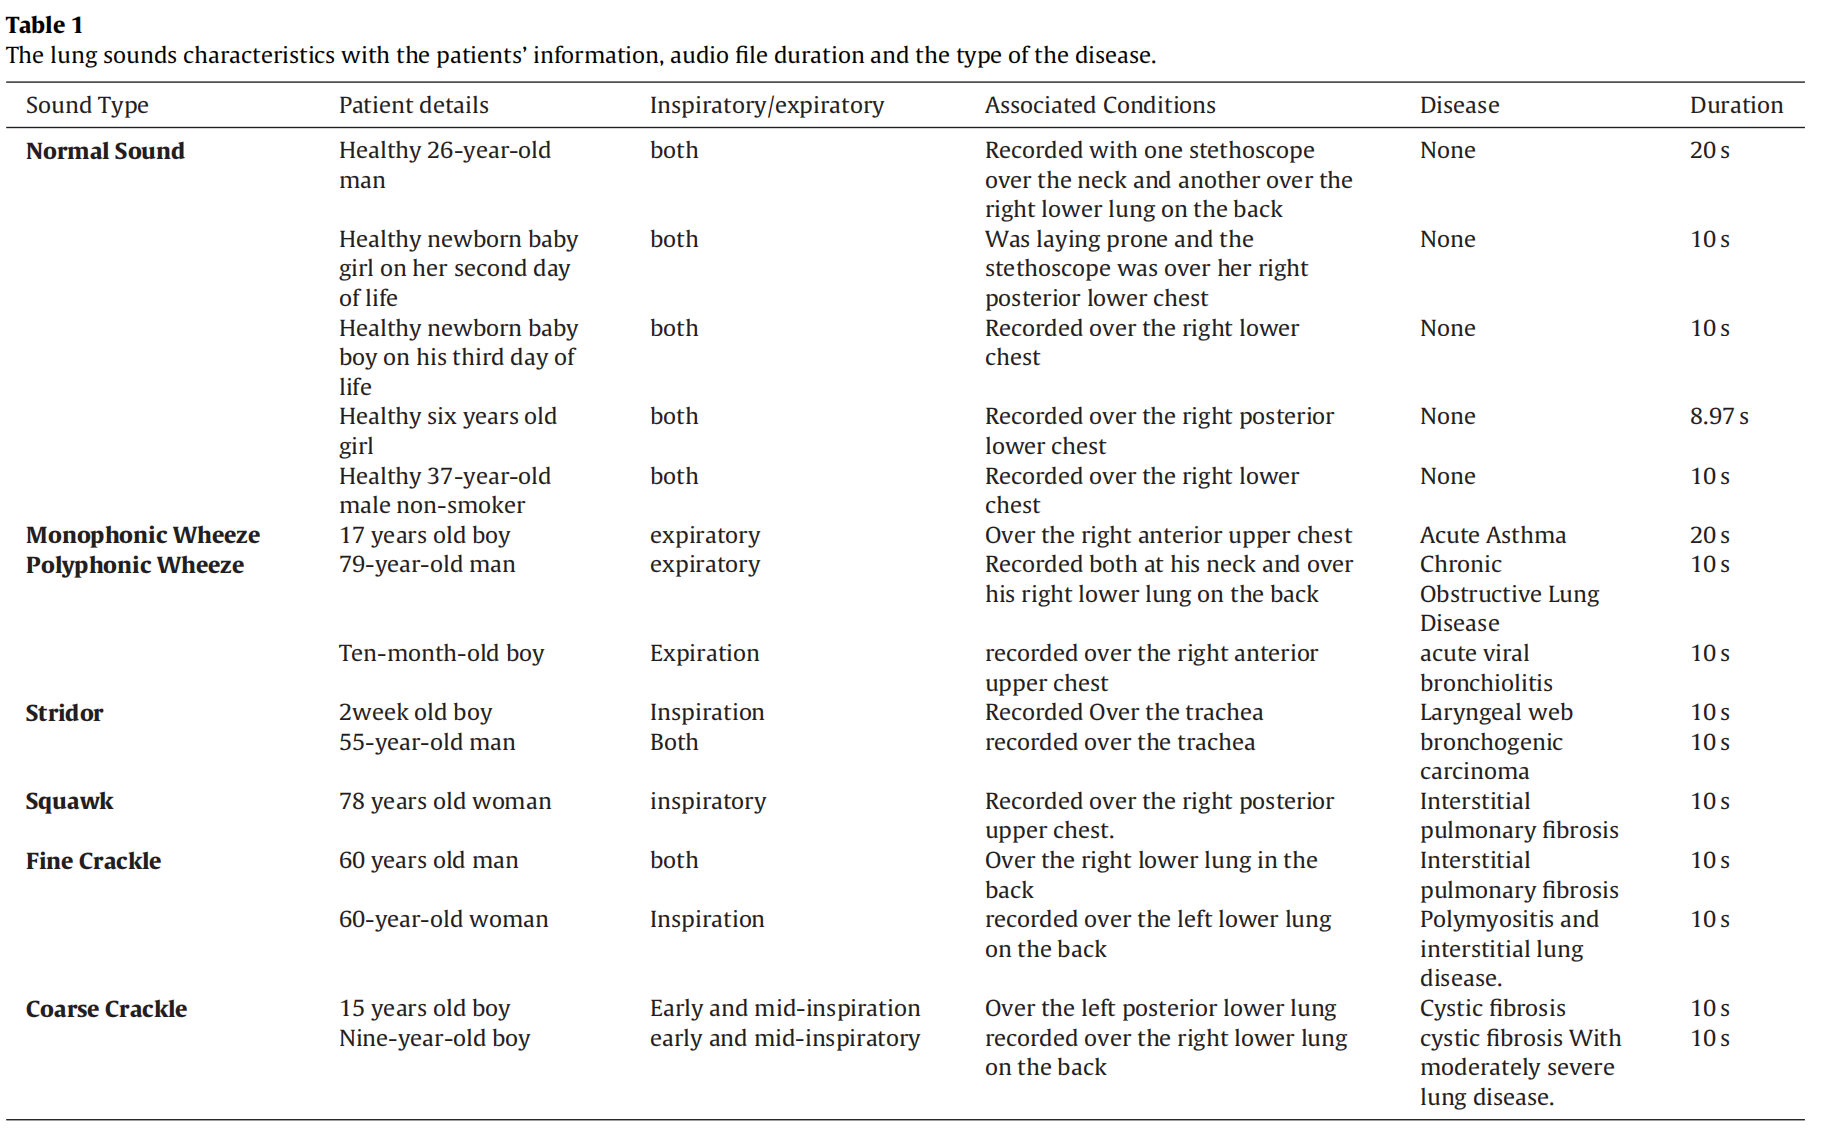 Table 1
The lung sounds characteristics with the patients’ information, audio file duration and the type of the disease.
Sound Type Patient details Inspiratory/expiratory Associated Conditions Disease Duration
Normal Sound Healthy 26-year-old both Recorded with one stethoscope None 20 s
man over the neck and another over the
right lower lung on the back
Healthy newborn baby both Was laying prone and the None 10 s
girl on her second day stethoscope was over her right
of life posterior lower chest
Healthy newborn baby both Recorded over the right lower None 10 s
boy on his third day of chest
life
Healthy six years old both Recorded over the right posterior None 8.97 s
girl lower chest
Healthy 37-year-old both Recorded over the right lower None 10 s
male non-smoker chest
Monophonic Wheeze 17 years old boy expiratory Over the right anterior upper chest Acute Asthma 20 s
Polyphonic Wheeze 79-year-old man expiratory Recorded both at his neck and over Chronic 10 s
his right lower lung on the back Obstructive Lung
Disease
Ten-month-old boy Expiration recorded over the right anterior acute viral 10 s
upper chest bronchiolitis
Stridor 2week old boy Inspiration Recorded Over the trachea Laryngeal web 10 s
55-year-old man Both recorded over the trachea bronchogenic 10 s
carcinoma
Squawk 78 years old woman inspiratory Recorded over the right posterior Interstitial 10 s
upper chest. pulmonary fibrosis
Fine Crackle 60 years old man both Over the right lower lung in the Interstitial 10 s
back pulmonary fibrosis
60-year-old woman Inspiration recorded over the left lower lung Polymyositis and 10 s
on the back interstitial lung
disease.
Coarse Crackle 15 years old boy Early and mid-inspiration Over the left posterior lower lung Cystic fibrosis 10 s
Nine-year-old boy early and mid-inspiratory recorded over the right lower lung cystic fibrosis With 10 s
on the back moderately severe
lung disease.